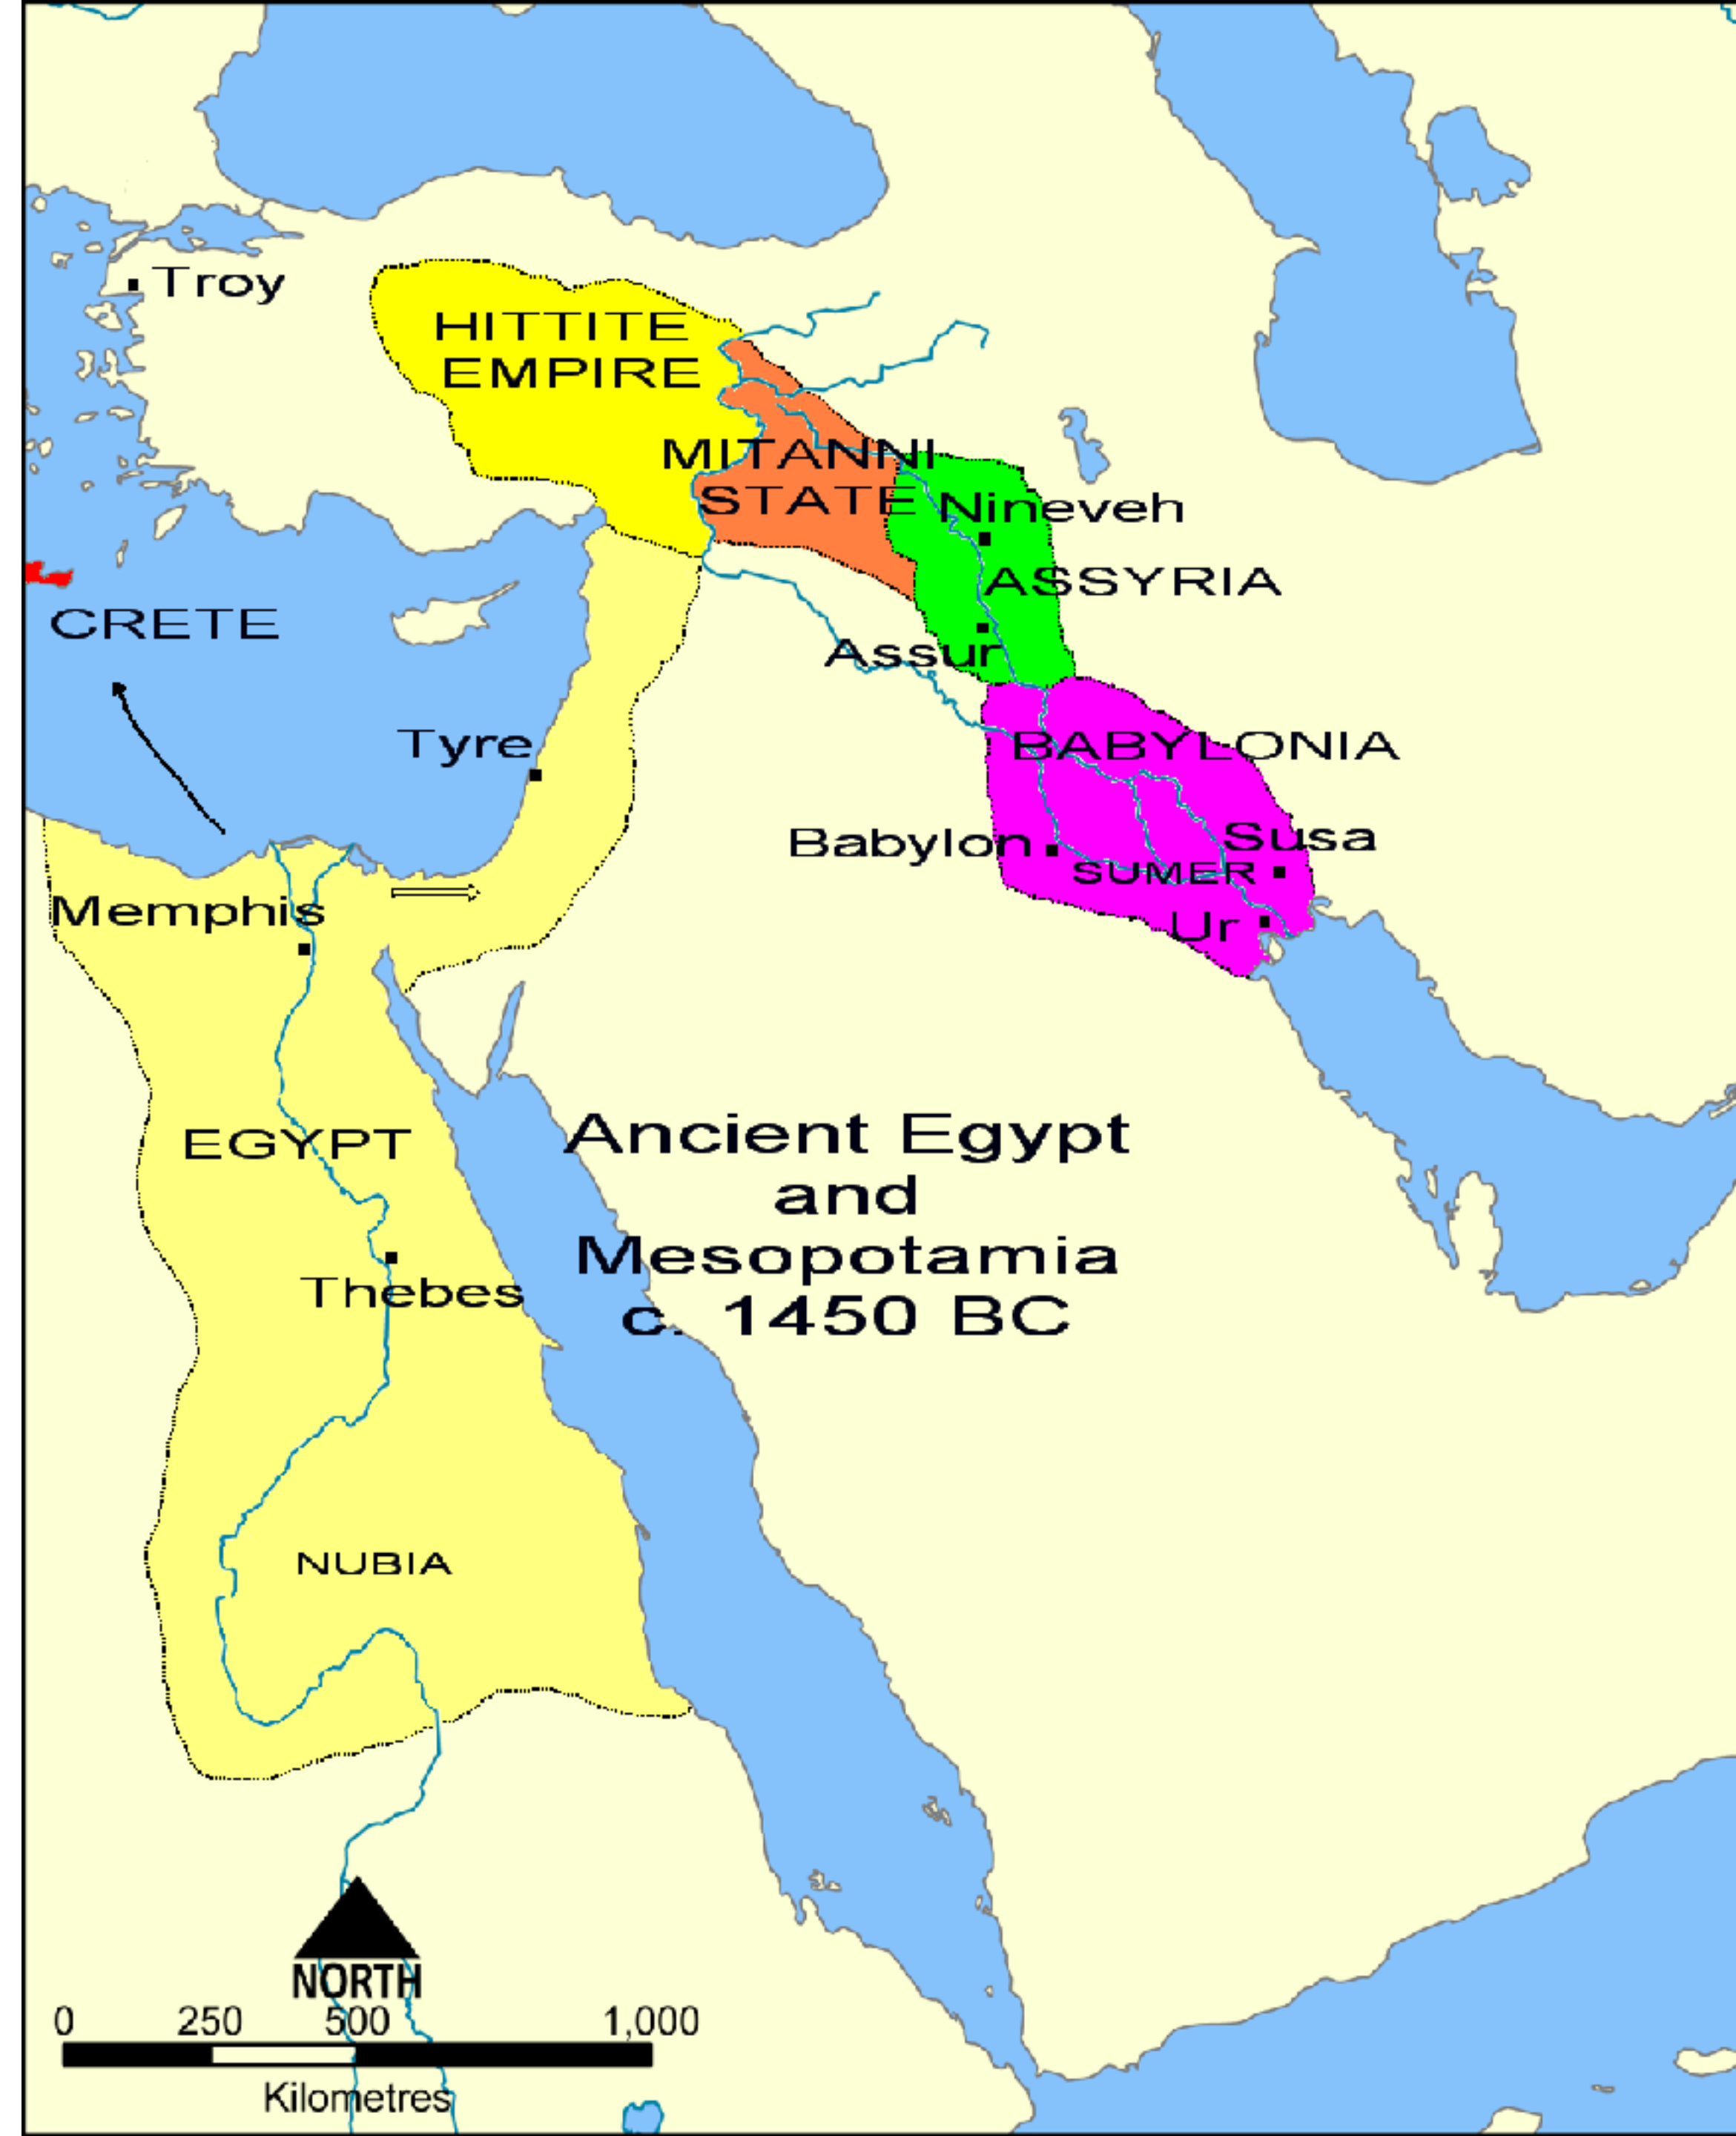 Troy
HITTITE
EMPIRE
MITANNI
STATE
Nineveh
ASSYRIA
CRETE
Assur
Tyre
BABYLONIA
Babylon
Susa
SUMER
Ur
Memphis
EGYPT
Ancient Egypt
and
Mesopotamia
c. 1450 BC
Thebes
NUBIA
NORTH
0 250 500 1,000
Kilometres